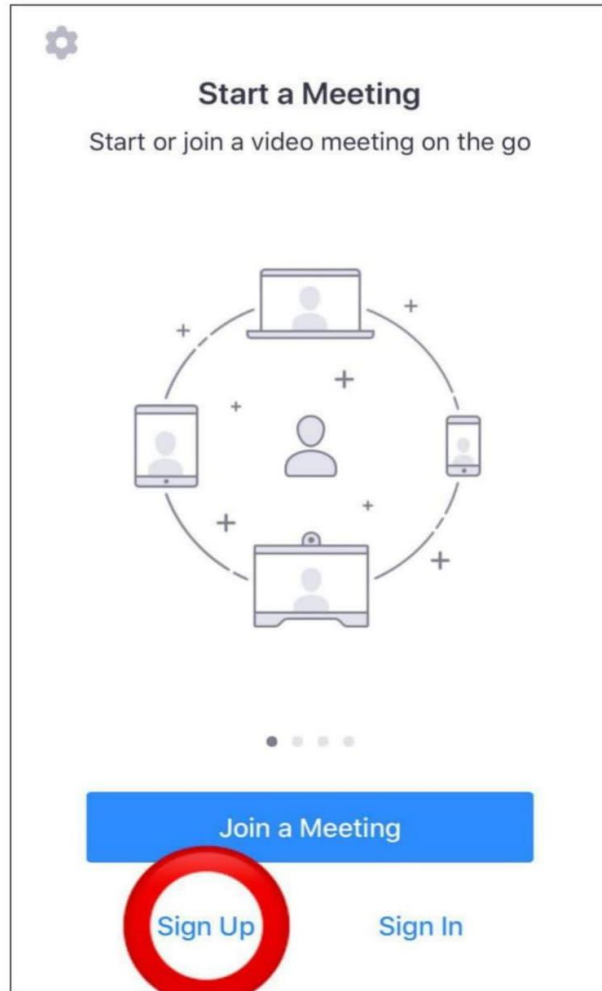 Start a Meeting
Start or join a video meeting on the go
Join a Meeting
Sign Up
Sign In